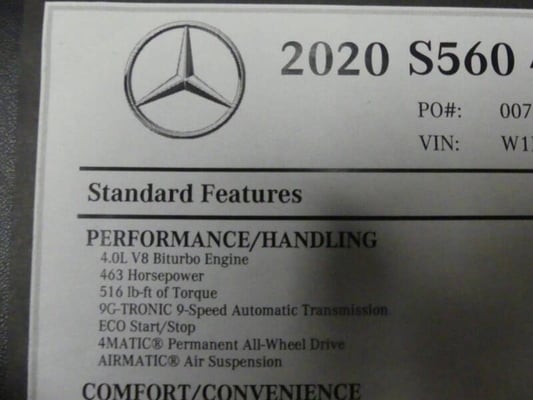 2020 S560
PO#: 007
VIN: W1
Standard Features
PERFORMANCE/HANDLING
4.0L V8 Biturbo Engine
463 Horsepower
516 lb-ft of Torque
9G-TRONIC 9-Speed Automatic Transmission
ECO Start/Stop
4MATIC® Permanent All-Wheel Drive
AIRMATIC® Air Suspension
COMFORT/CONVENIENCE